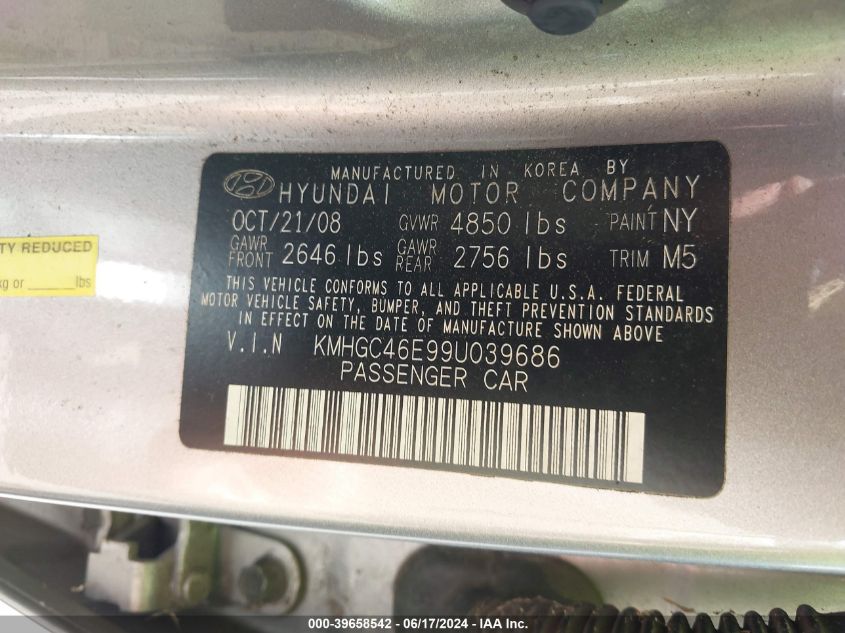 MANUFACTURED IN KOREA BY
HYUNDAI MOTOR COMPANY
OCT/21/08 GVWR 4850 lbs PAINT NY
GAWR FRONT 2646 lbs GAWR REAR 2756 lbs TRIM M5
THIS VEHICLE CONFORMS TO ALL APPLICABLE U.S.A. FEDERAL
MOTOR VEHICLE SAFETY, BUMPER, AND THEFT PREVENTION STANDARDS
IN EFFECT ON THE DATE OF MANUFACTURE SHOWN ABOVE
V.I.N KMHGC46E99U039686
PASSENGER CAR
TY REDUCED
kg or ______lbs
000-39658542 / 06/17/2024 - IAA Inc.